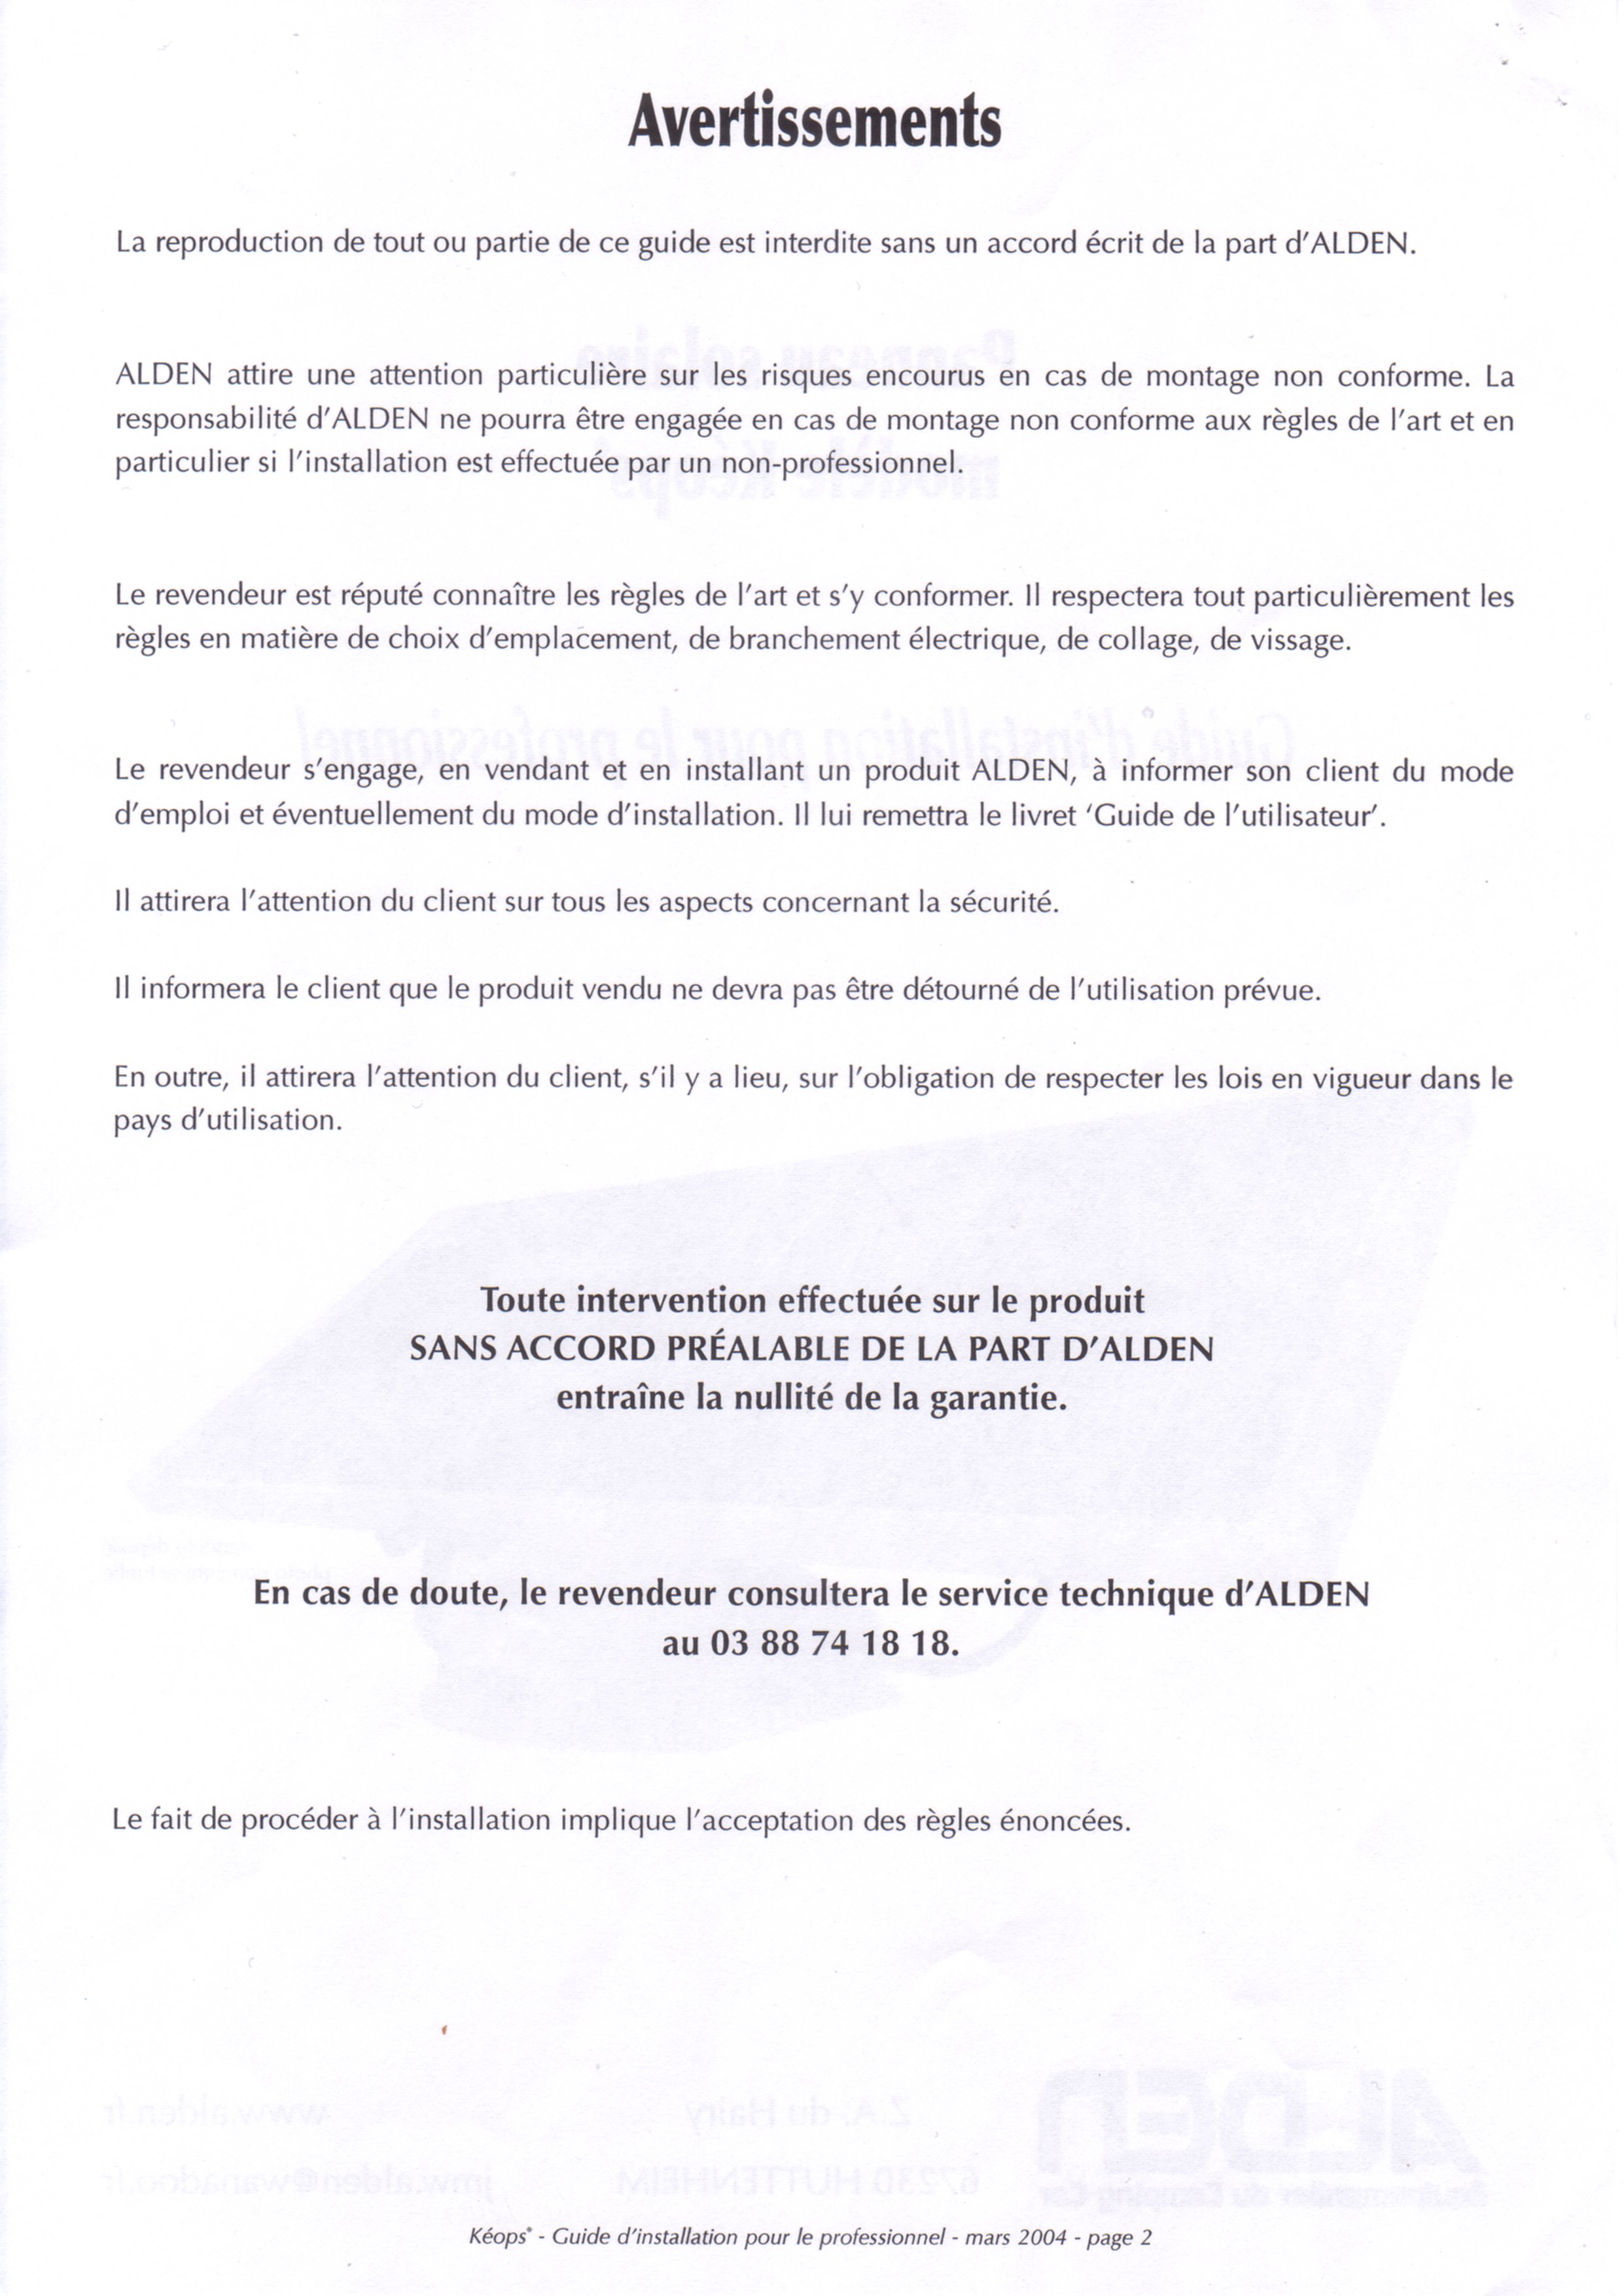 Avertissements
La reproduction de tout ou partie de ce guide est interdite sans un accord écrit de la part d'ALDEN.
ALDEN attire une attention particulière sur les risques encourus en cas de montage non conforme. La
responsabilité d'ALDEN ne pourra être engagée en cas de montage non conforme aux règles de l'art et en
particulier si l'installation est effectuée par un non-professionnel.
Le revendeur est réputé connaître les règles de l'art et s'y conformer. Il respectera tout particulièrement les
règles en matière de choix d'emplacement, de branchement électrique, de collage, de vissage.
Le revendeur s'engage, en vendant et en installant un produit ALDEN, à informer son client du mode
d'emploi et éventuellement du mode d'installation. Il lui remettra le livret 'Guide de l'utilisateur'.
Il attirera l'attention du client sur tous les aspects concernant la sécurité.
Il informera le client que le produit vendu ne devra pas être détourné de l'utilisation prévue.
En outre, il attirera l'attention du client, s'il y a lieu, sur l'obligation de respecter les lois en vigueur dans le
pays d'utilisation.
Toute intervention effectuée sur le produit
SANS ACCORD PRÉALABLE DE LA PART D'ALDEN
entraîne la nullité de la garantie.
En cas de doute, le revendeur consultera le service technique d'ALDEN
au 03 88 74 18 18.
Le fait de procéder à l'installation implique l'acceptation des règles énoncées.
Kéops® - Guide d'installation pour le professionnel - mars 2004 - page 2